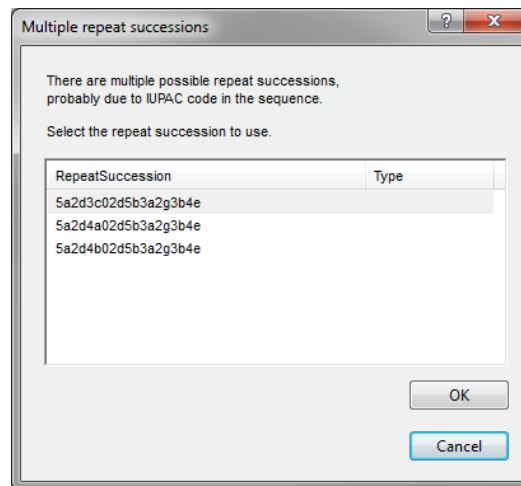 Multiple repeat successions
There are multiple possible repeat successions,
probably due to IUPAC code in the sequence.
Select the repeat succession to use.
RepeatSuccession Type
5a2d3c02d5b3a2g3b4e
5a2d4a02d5b3a2g3b4e
5a2d4b02d5b3a2g3b4e
OK
Cancel